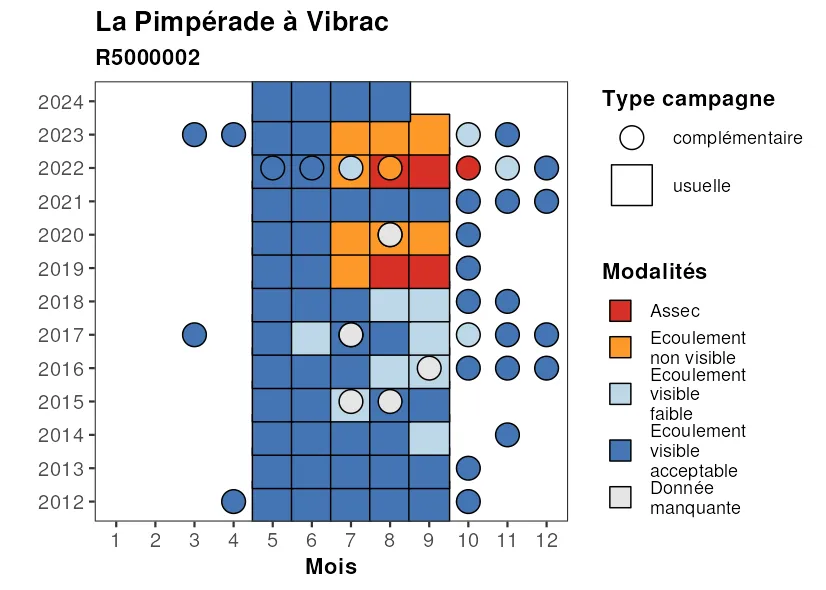 La Pimpérade à Vibrac
R5000002
2024
2023
2022
2021
2020
2019
2018
2017
2016
2015
2014
2013
2012
1 2 3 4 5 6 7 8 9 10 11 12
Mois
Type campagne
complémentaire
usuelle
Modalités
Assec
Ecoulement
non visible
Ecoulement
visible
faible
Ecoulement
visible
acceptable
Donnée
manquante